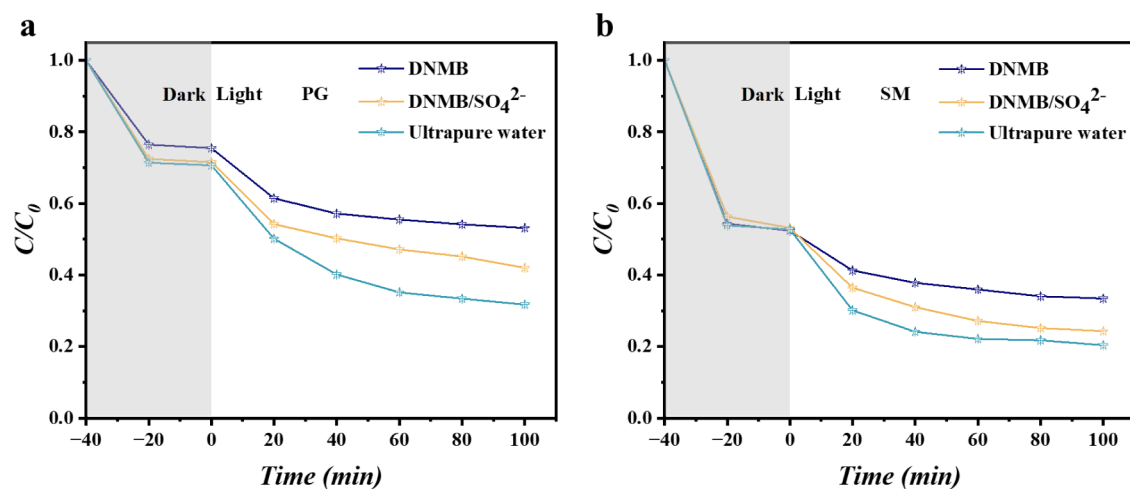 a
DNMB
DNMB/SO₄²⁻
Ultrapure water
Dark Light PG
C/C₀
1.0
0.8
0.6
0.4
0.2
0.0
−40 −20 0 20 40 60 80 100
Time (min)
b
DNMB
DNMB/SO₄²⁻
Ultrapure water
Dark Light SM
C/C₀
1.0
0.8
0.6
0.4
0.2
0.0
−40 −20 0 20 40 60 80 100
Time (min)